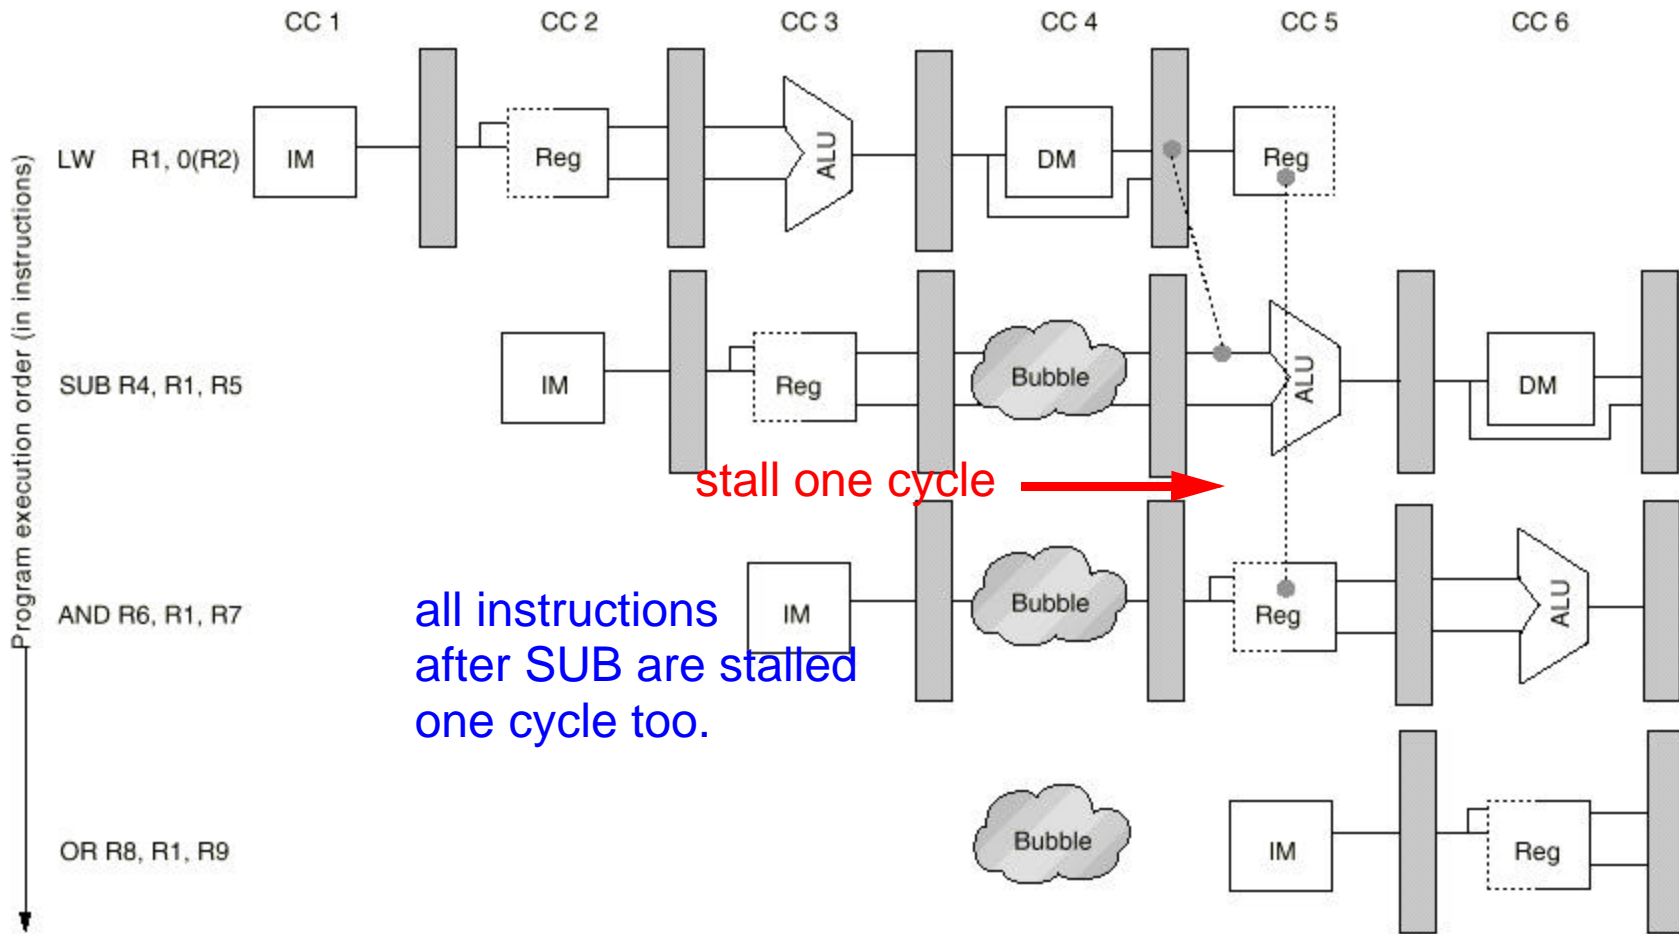 CC 1 CC 2 CC 3 CC 4 CC 5 CC 6
Program execution order (in instructions)
LW R1, 0(R2) IM Reg ALU DM Reg
SUB R4, R1, R5 IM Reg Bubble ALU DM
stall one cycle
AND R6, R1, R7 IM Bubble Reg ALU
all instructions
after SUB are stalled
one cycle too.
OR R8, R1, R9 Bubble IM Reg